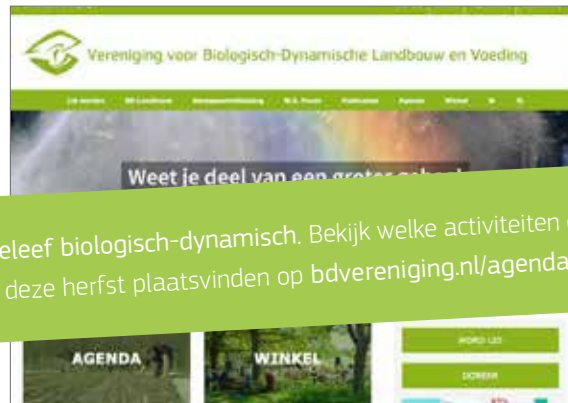 Vereniging voor Biologisch-Dynamische Landbouw en Voeding
Weet je deel van een groter geheel
eleef biologisch-dynamisch. Bekijk welke activiteiten
deze herfst plaatsvinden op bdvereniging.nl/agenda
AGENDA
WINKEL
WORD LID
DONEER